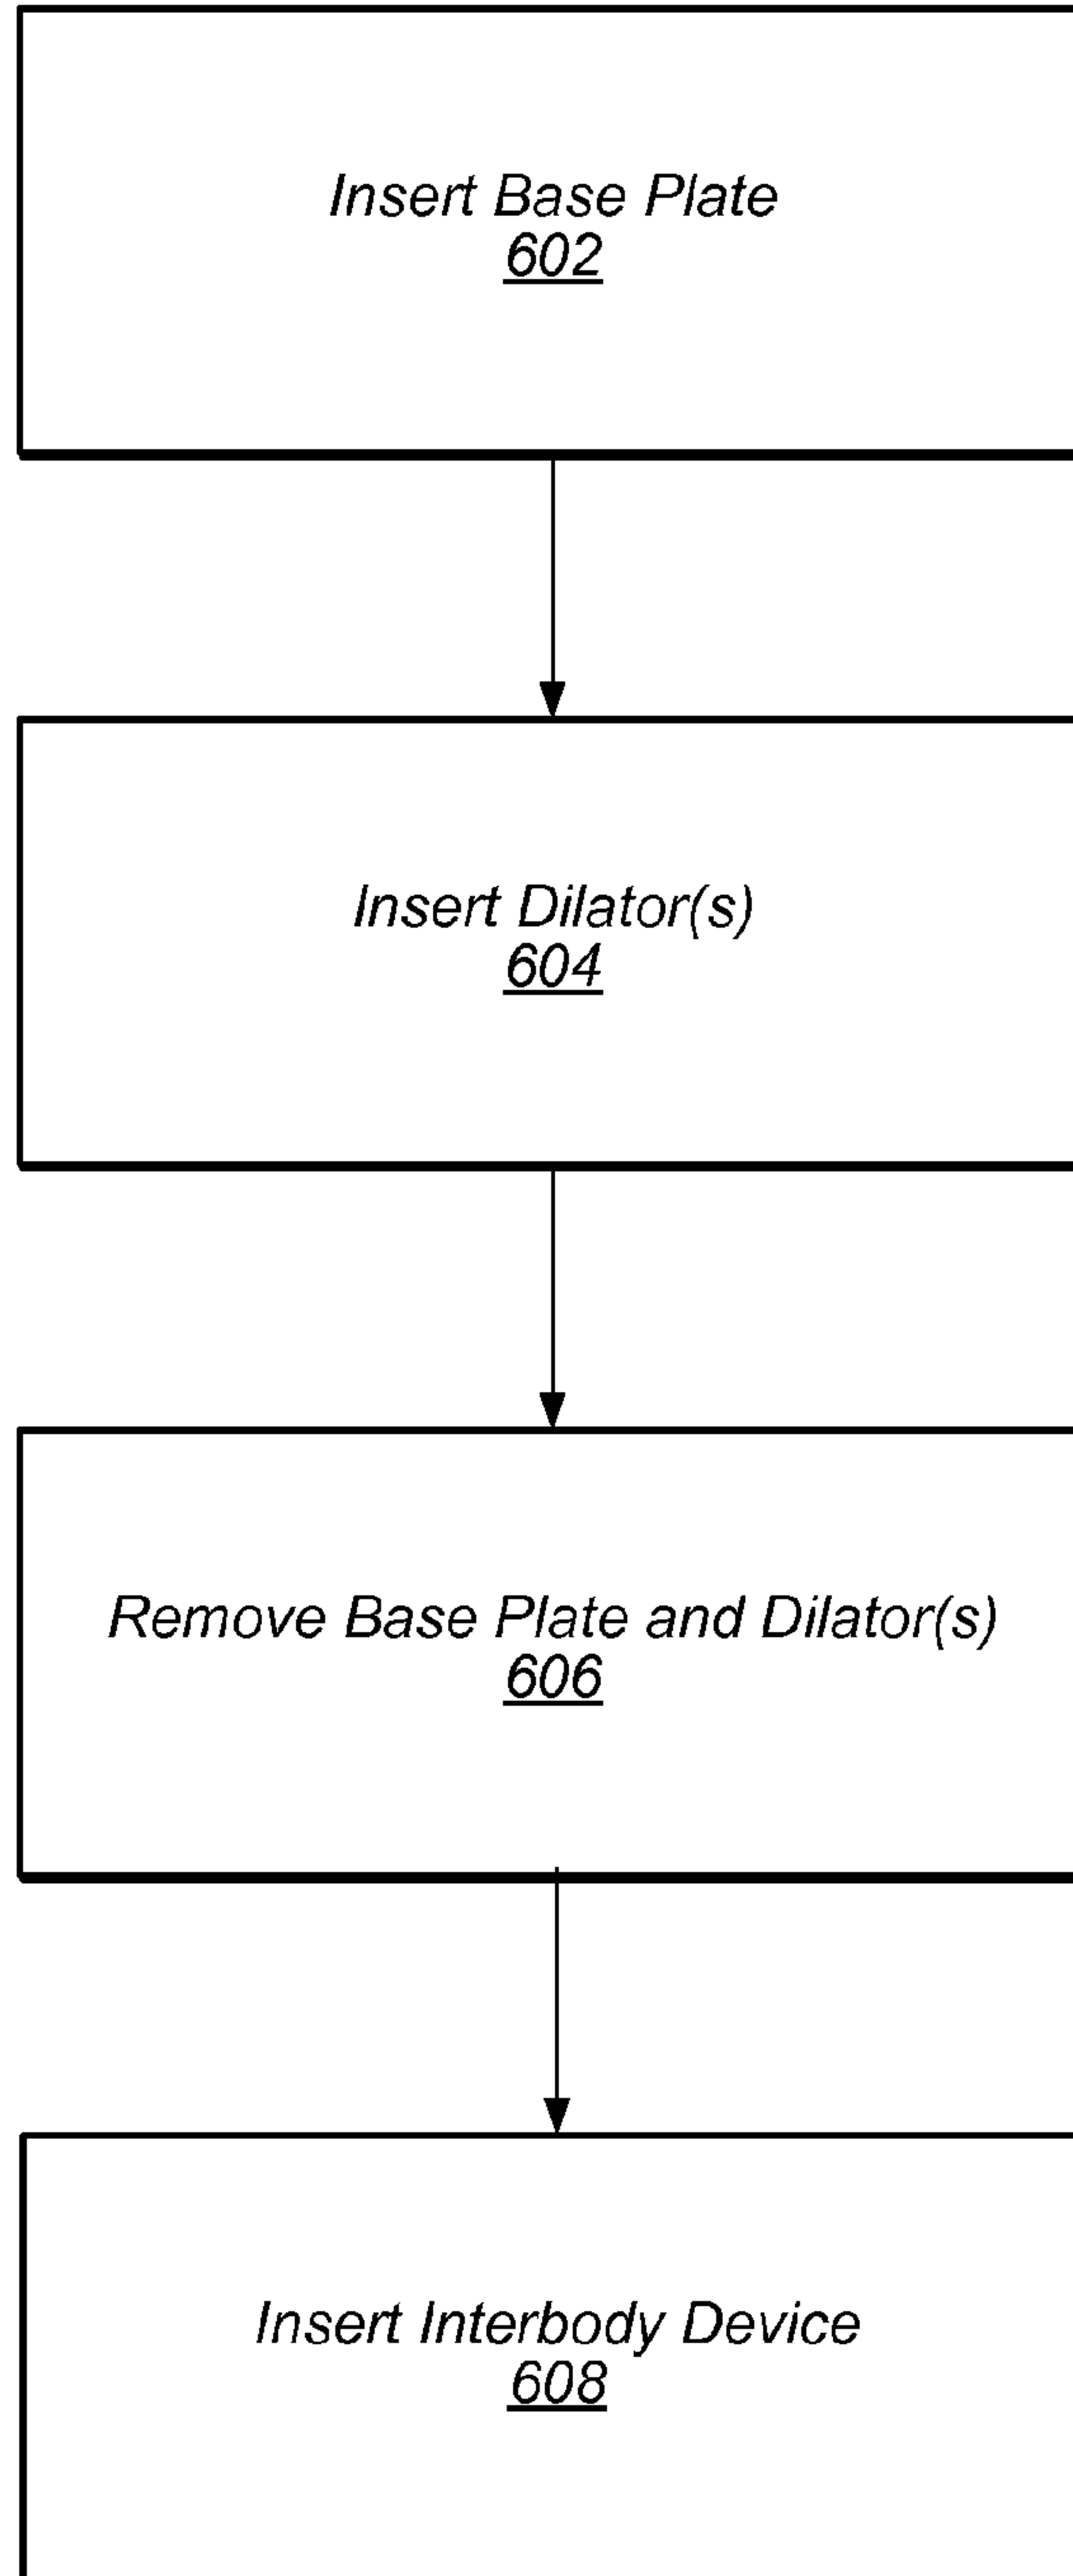 Insert Base Plate
602
Insert Dilator(s)
604
Remove Base Plate and Dilator(s)
606
Insert Interbody Device
608